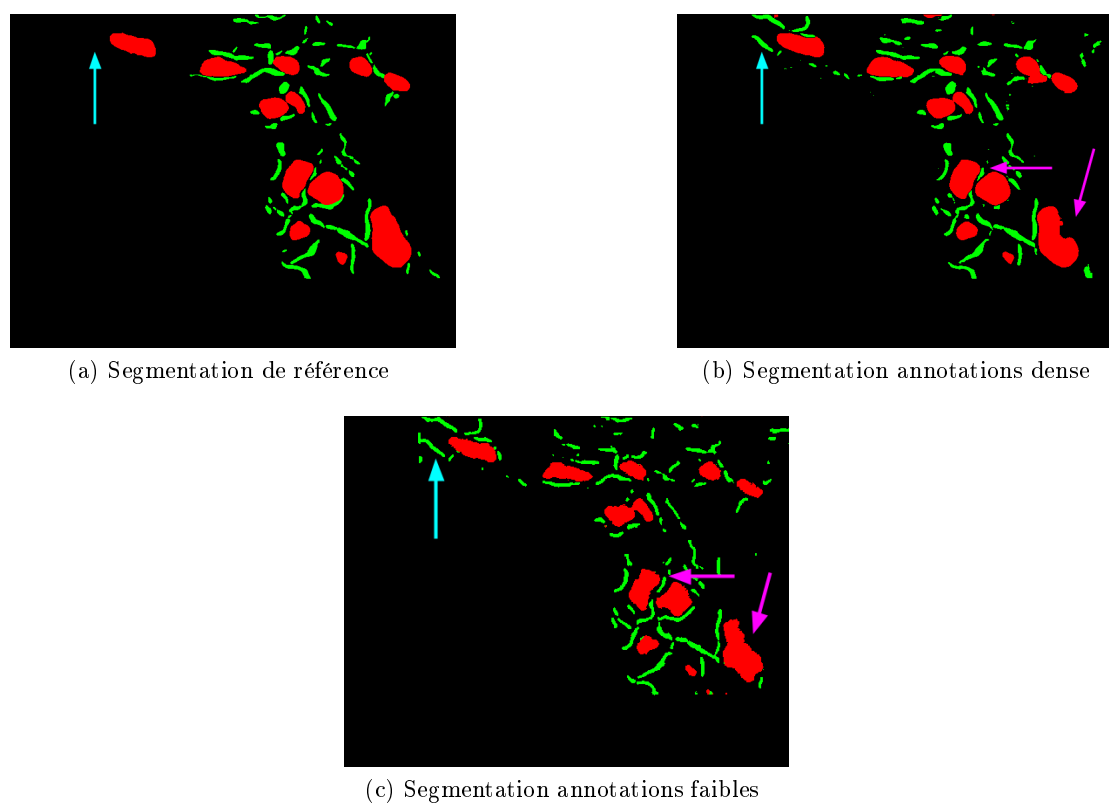 (a) Segmentation de référence
(b) Segmentation annotations dense
(c) Segmentation annotations faibles